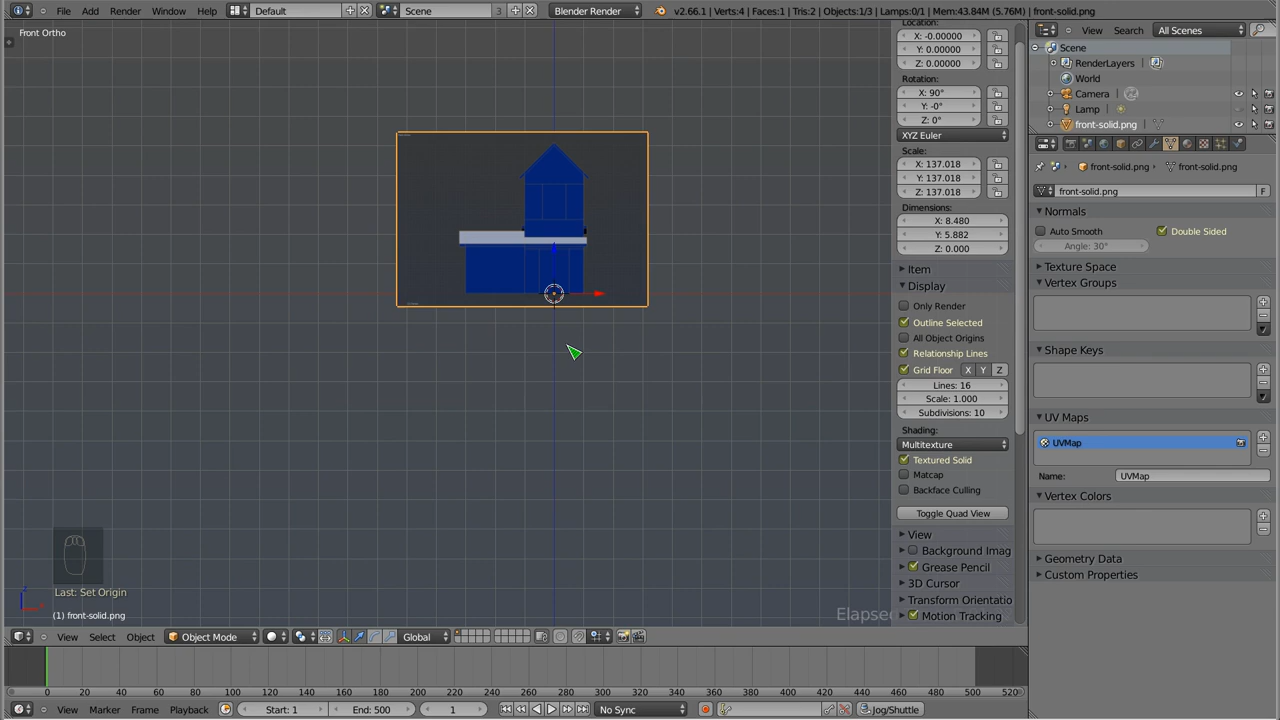 File Add Render Window Help Default Scene 3 Blender Render v2.66.1 | Verts:4 | Faces:1 | Tris:2 | Objects:1/3 | Lamps:0/1 | Mem:43.84M (5.76M) | front-solid.png
Front Ortho
Location:
X: -0.00000
Y: 0.00000
Z: 0.00000
Rotation:
X: 90°
Y: -0°
Z: 0°
XYZ Euler
Scale:
X: 137.018
Y: 137.018
Z: 137.018
Dimensions:
X: 8.480
Y: 5.882
Z: 0.000
Item
Display
Only Render
Outline Selected
All Object Origins
Relationship Lines
Grid Floor X Y Z
Lines: 16
Scale: 1.000
Subdivisions: 10
Shading:
Multitexture
Textured Solid
Matcap
Backface Culling
Toggle Quad View
View
Background Imag
Grease Pencil
3D Cursor
Transform Orientatio
Motion Tracking
View Search All Scenes
Scene
RenderLayers
World
Camera
Lamp
front-solid.png
front-solid.png front-solid.png
front-solid.png F
Normals
Auto Smooth Double Sided
Angle: 30°
Texture Space
Vertex Groups
Shape Keys
UV Maps
UVMap
Name: UVMap
Vertex Colors
Geometry Data
Custom Properties
Last: Set Origin
(1) front-solid.png
Elapsed
View Select Object Object Mode Global
0 20 40 60 80 100 120 140 160 180 200 220 240 260 280 300 320 340 360 380 400 420 440 460 480 500 520
View Marker Frame Playback Start: 1 End: 500 1 No Sync Jog/Shuttle